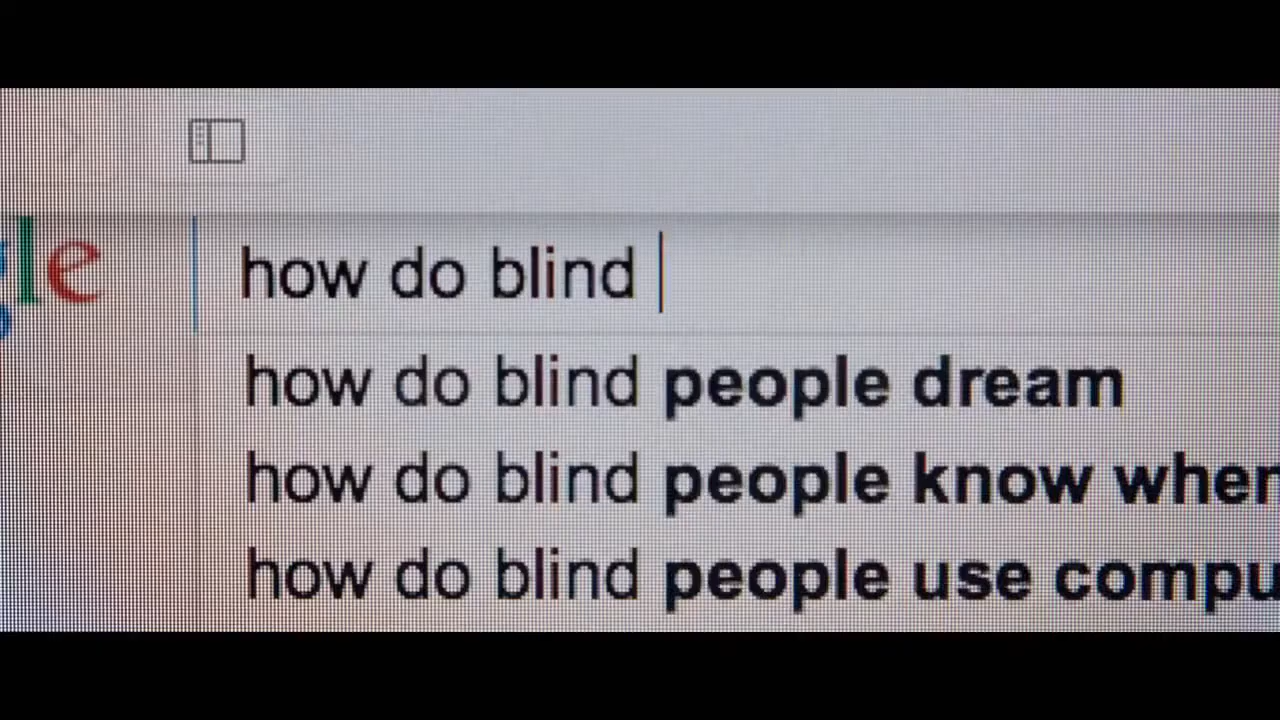 gle
how do blind
how do blind people dream
how do blind people know when
how do blind people use compu